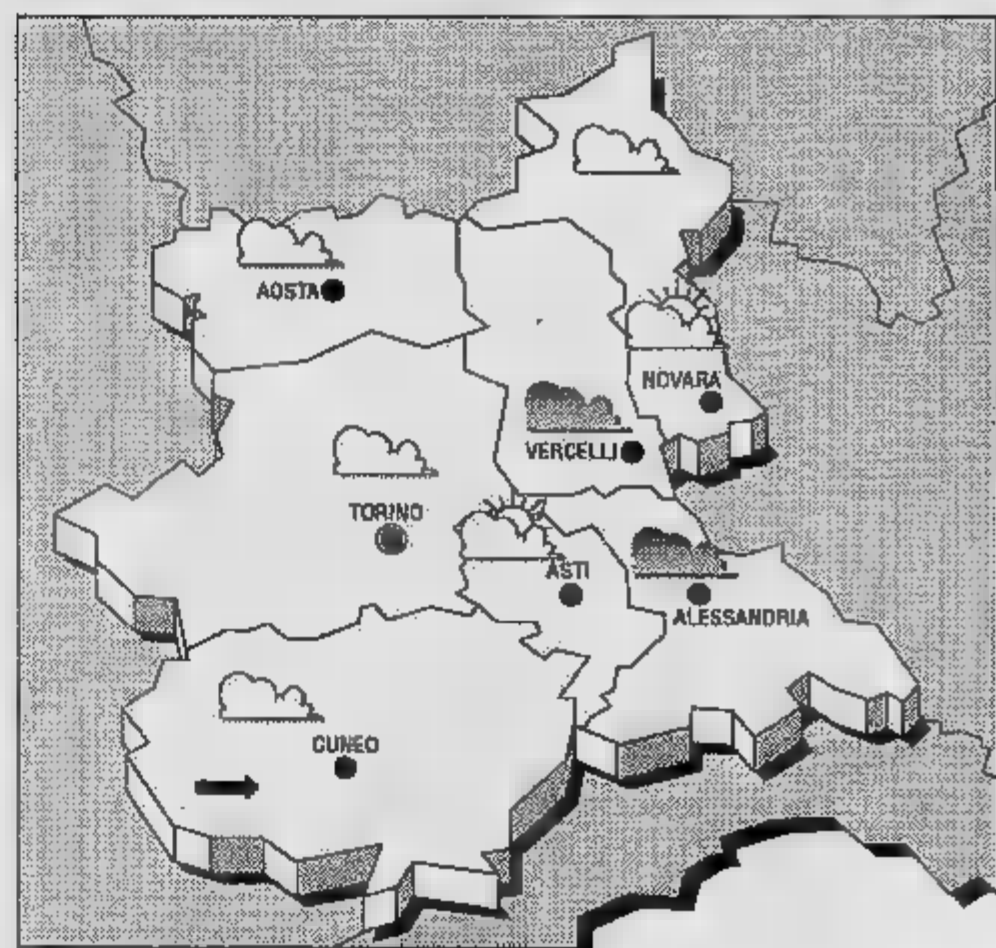 AOSTA
NOVARA
VERCELLI
TORINO
ASTI
ALESSANDRIA
CUNEO